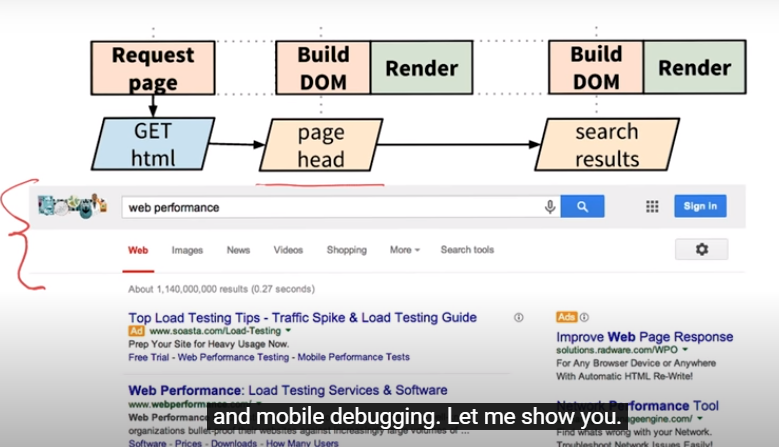 Request
page
Build
DOM
Render
Build
DOM
Render
GET
html
page
head
search
results
web performance
Sign in
Web
Images
News
Videos
Shopping
More
Search tools
About 1,140,000,000 results (0.27 seconds)
Top Load Testing Tips - Traffic Spike & Load Testing Guide
Ad www.soasta.com/Load-Testing
Prep Your Site for Heavy Usage Now.
Free Trial - Web Performance Testing - Mobile Performance Tests
Web Performance: Load Testing Services & Software
www.webperformance.com
Web Performance
organizations bullet-proof their websites against increasingly large volumes of ...
Software - Prices - Downloads - How Many Users
Ads
Improve Web Page Response
solutions.radware.com/WPO
For Any Browser Device or Anywhere
With Automatic HTML Re-Write!
Network Performance Tool
ageengine.com/
Find whats wrong with your Network.
Troubleshoot Network Issues Easily!
and mobile debugging. Let me show you.